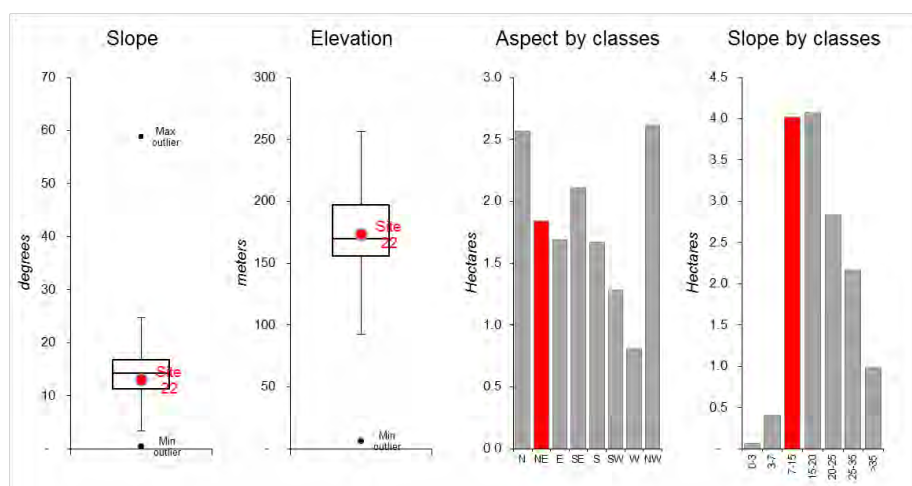 Slope
Elevation
Aspect by classes
Slope by classes
degrees
70
60
50
40
30
20
10
-
Max
outlier
Site
22
Min
outlier
meters
300
250
200
150
100
50
-
Site
22
Min
outlier
Hectares
3.0
2.5
2.0
1.5
1.0
0.5
0.0
N NE E SE S SW W NW
Hectares
4.5
4.0
3.5
3.0
2.5
2.0
1.5
1.0
0.5
-
0-3 3-7 7-15 15-20 20-25 25-35 >35